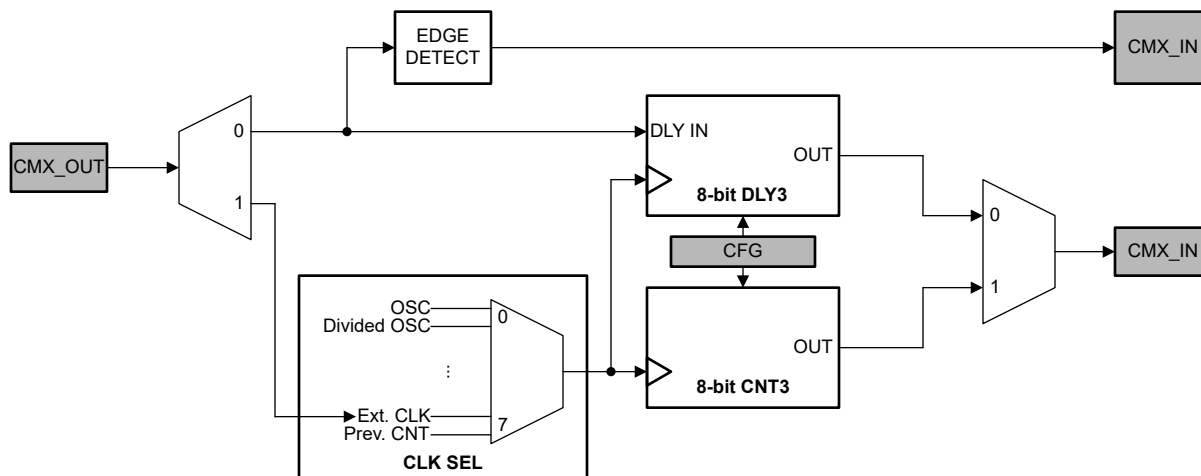 EDGE
DETECT
CMX_IN
0
DLY IN
CMX_OUT
OUT
1
8-bit DLY3
0
CFG
CMX_IN
1
OSC
0
Divided OSC
OUT
...
8-bit CNT3
Ext. CLK
7
Prev. CNT
CLK SEL